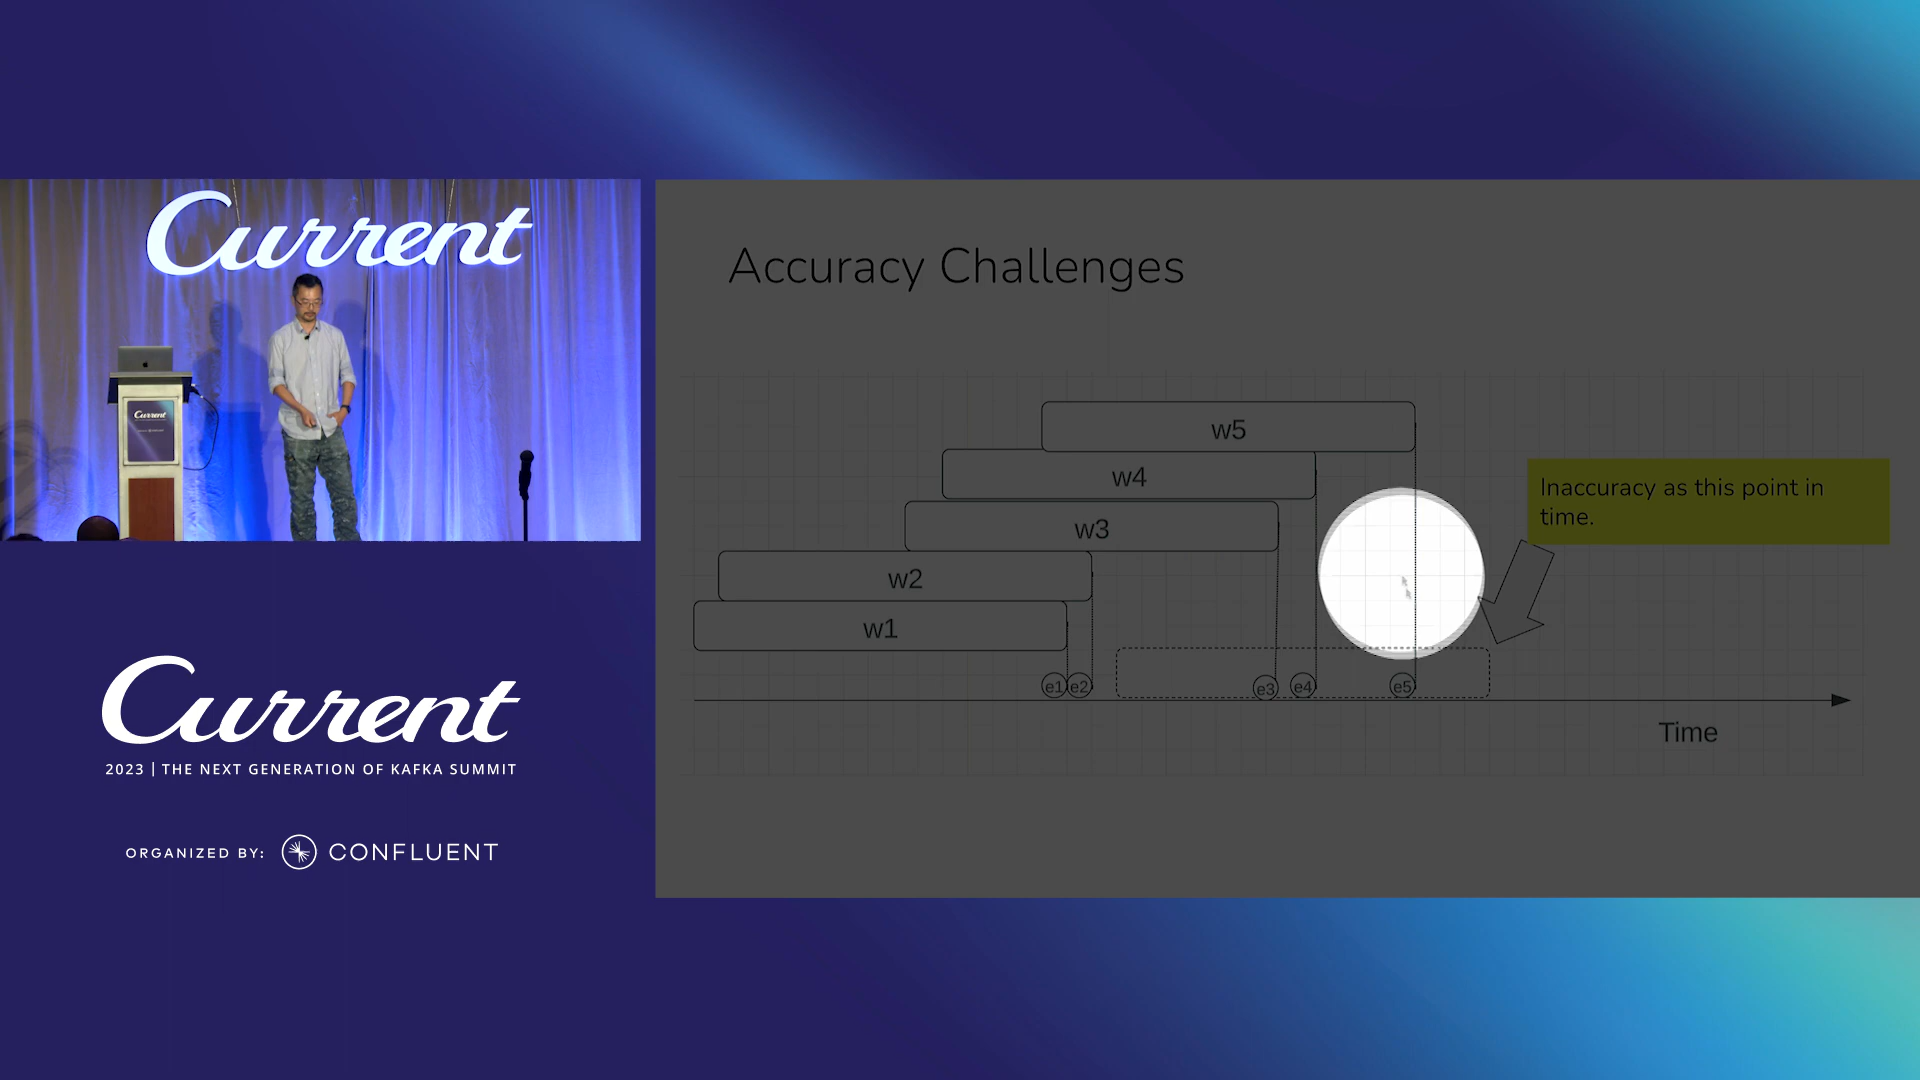 Current
Current
Accuracy Challenges
w5
w4
Inaccuracy as this point in
time.
w3
w2
w1
e1
e2
e3
e4
e5
Time
Current
2023 | THE NEXT GENERATION OF KAFKA SUMMIT
ORGANIZED BY: CONFLUENT